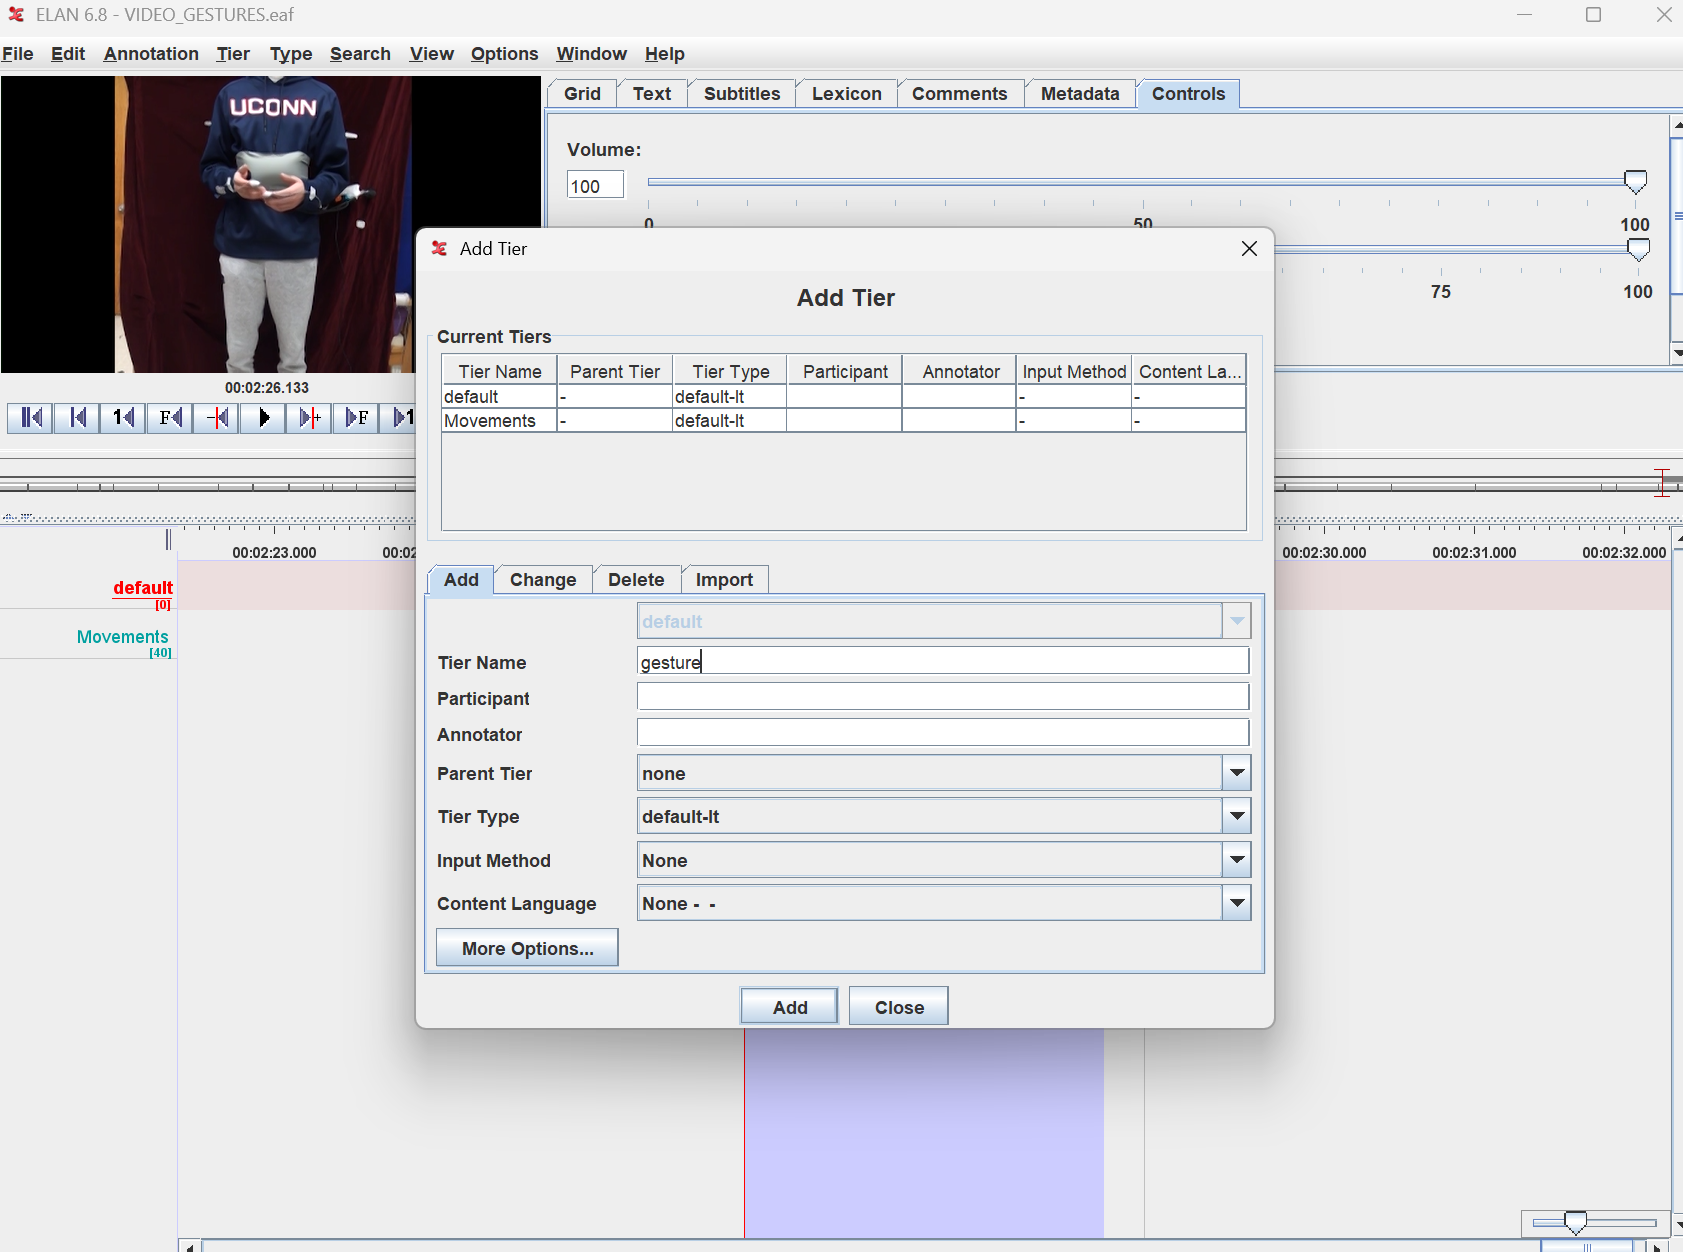 ELAN 6.8 - VIDEO_GESTURES.eaf
File Edit Annotation Tier Type Search View Options Window Help
UCONN
Grid Text Subtitles Lexicon Comments Metadata Controls
Volume:
100
0 50 100
75 100
00:02:26.133
1 F F 1
Add Tier
Add Tier
Current Tiers
Tier Name Parent Tier Tier Type Participant Annotator Input Method Content La...
default - default-lt - -
Movements - default-lt - -
00:02:23.000 00:02 00:02:30.000 00:02:31.000 00:02:32.000
default
[0]
Movements
[40]
Add Change Delete Import
default
Tier Name gesture
Participant
Annotator
Parent Tier none
Tier Type default-lt
Input Method None
Content Language None - -
More Options...
Add Close